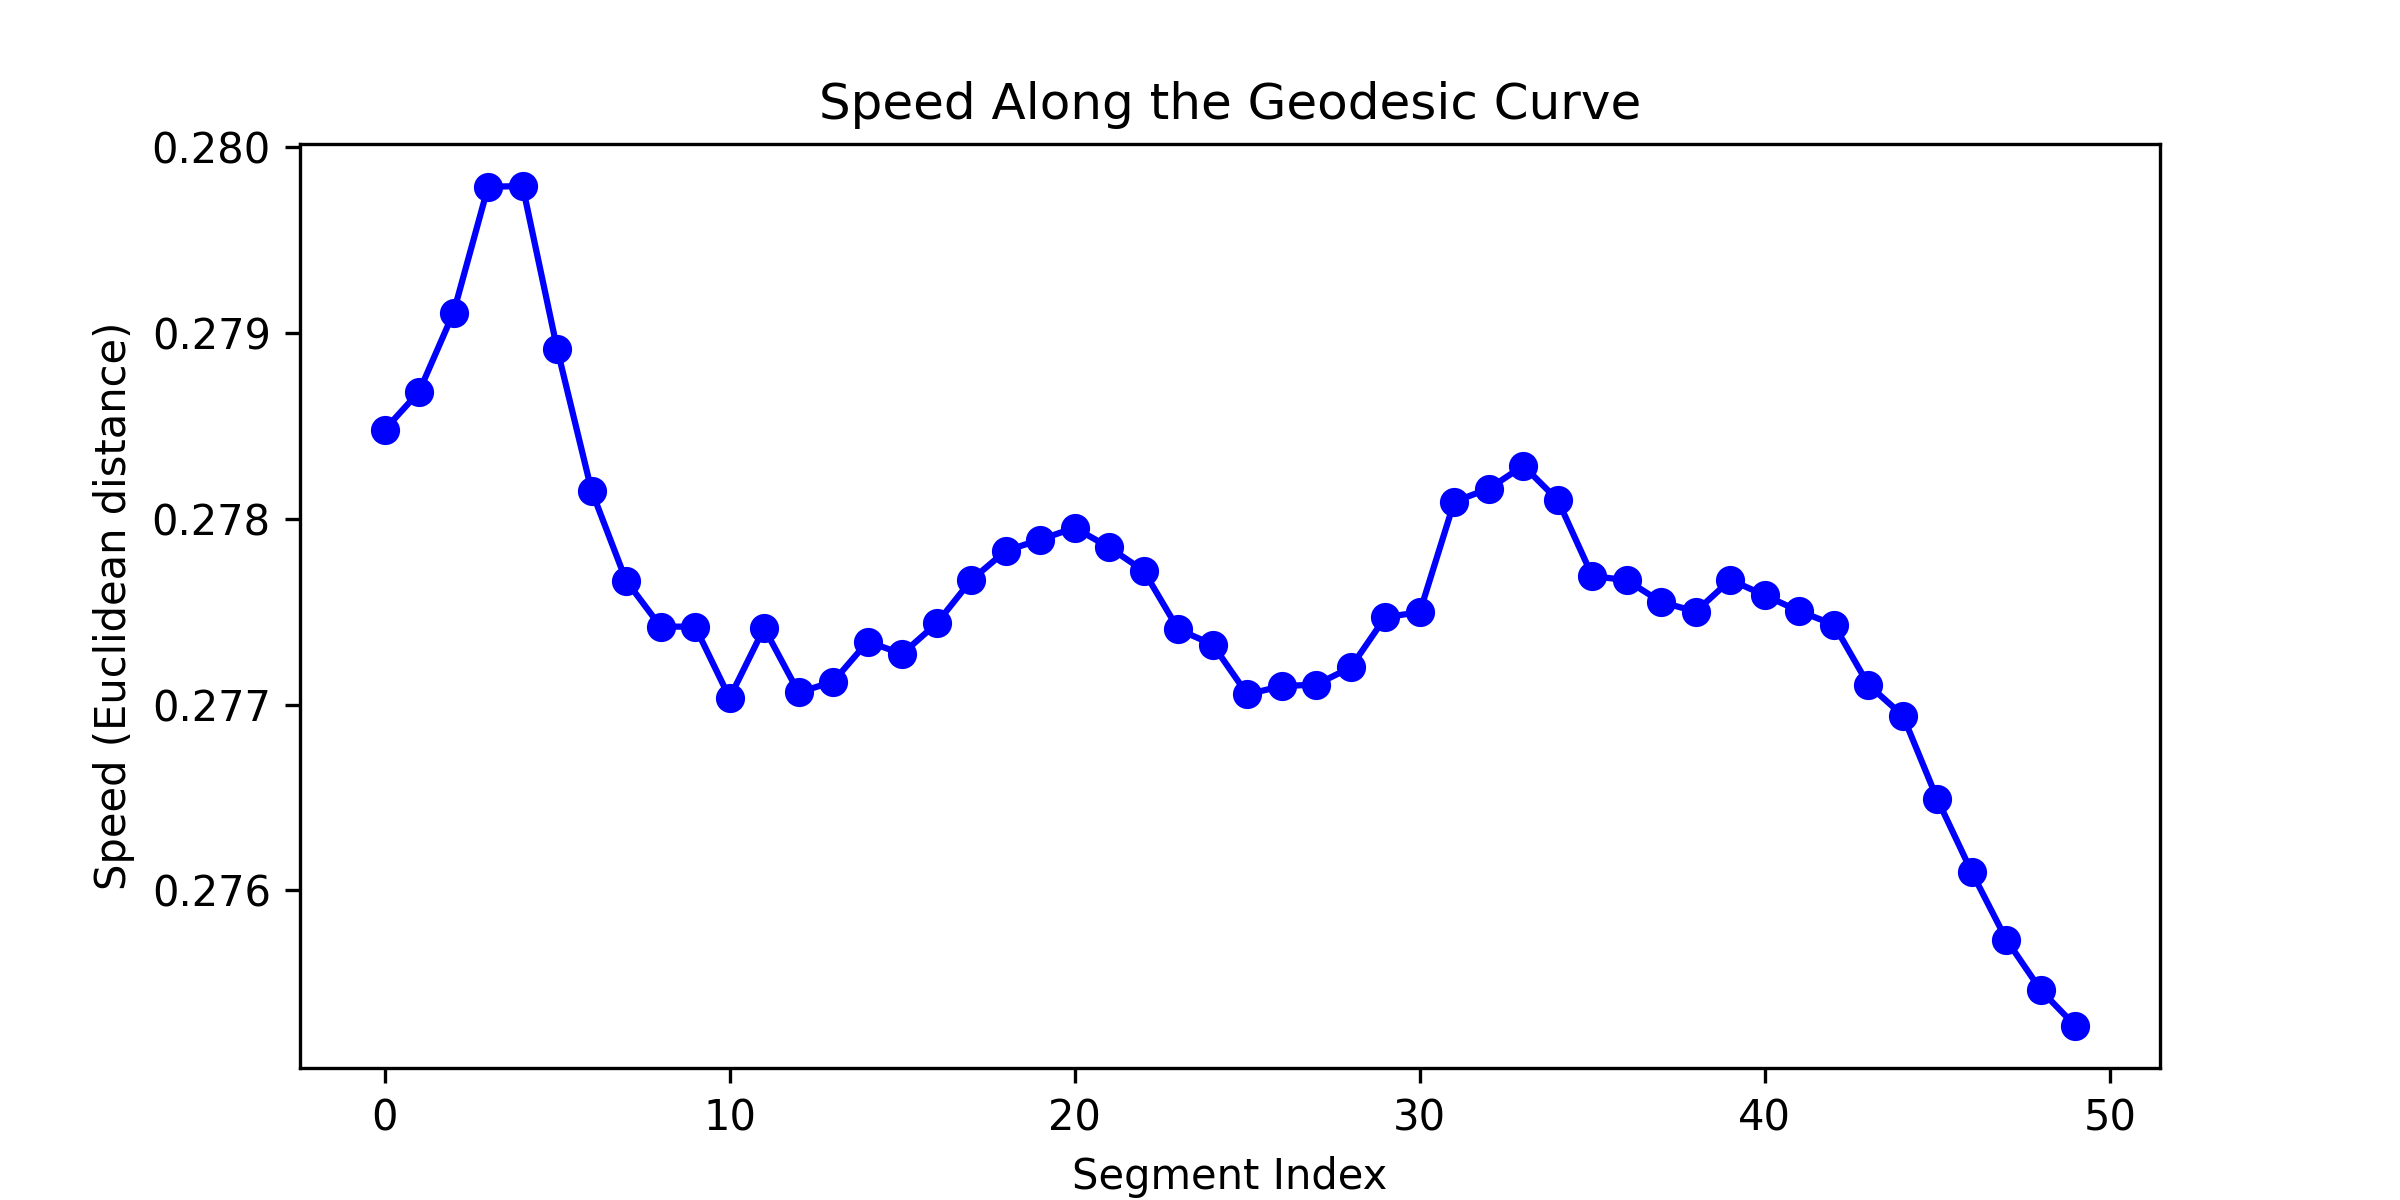 Speed Along the Geodesic Curve
Speed (Euclidean distance)
0.280
0.279
0.278
0.277
0.276
0 10 20 30 40 50
Segment Index